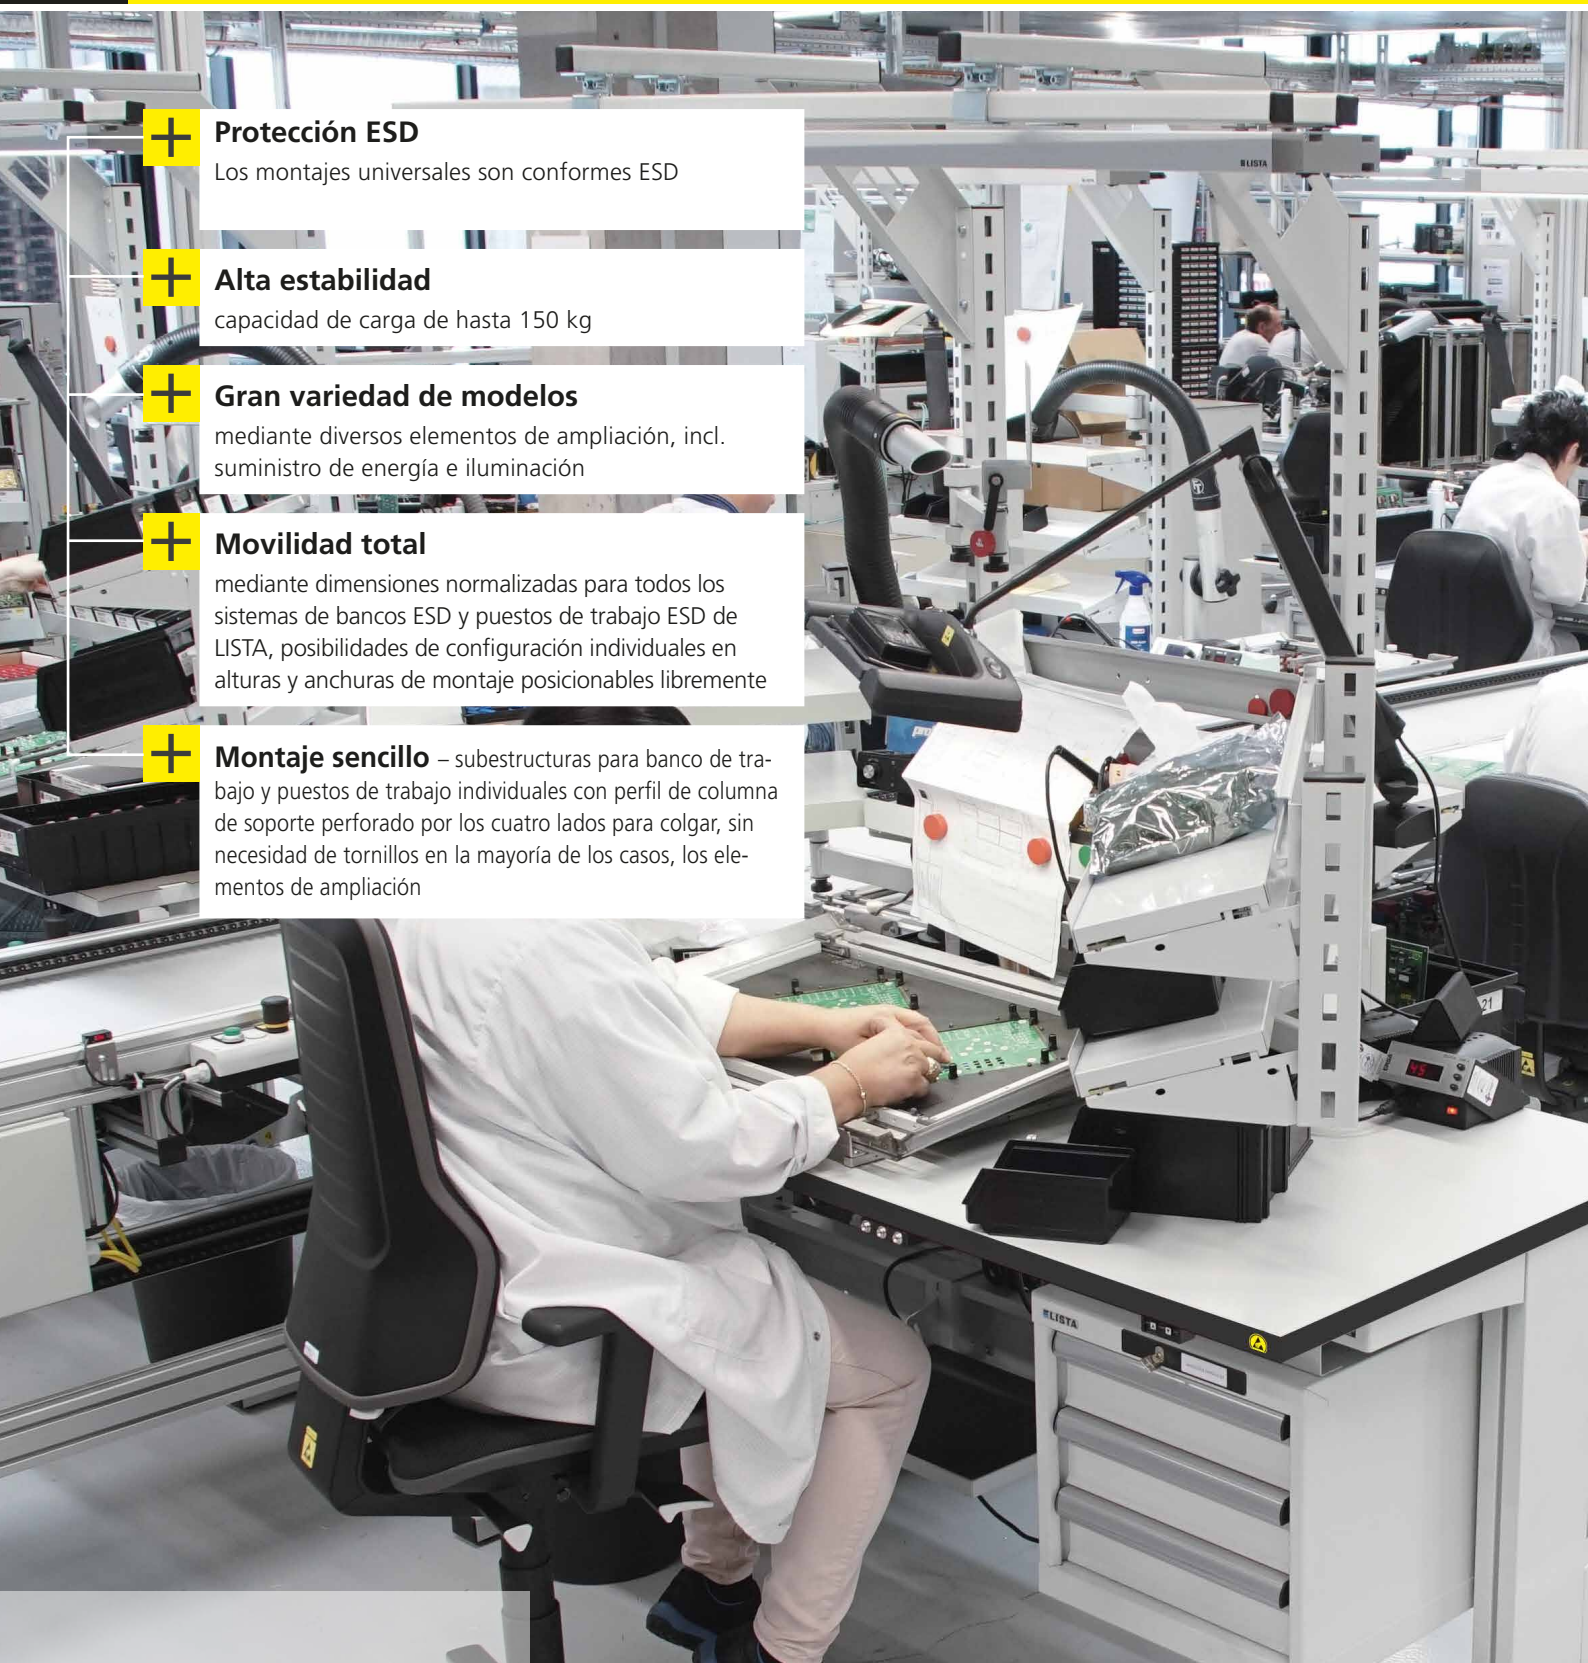 Protección ESD
Los montajes universales son conformes ESD
Alta estabilidad
capacidad de carga de hasta 150 kg
Gran variedad de modelos
mediante diversos elementos de ampliación, incl.
suministro de energía e iluminación
Movilidad total
mediante dimensiones normalizadas para todos los
sistemas de bancos ESD y puestos de trabajo ESD de
LISTA, posibilidades de configuración individuales en
alturas y anchuras de montaje posicionables libremente
Montaje sencillo – subestructuras para banco de tra-
bajo y puestos de trabajo individuales con perfil de columna
de soporte perforado por los cuatro lados para colgar, sin
necesidad de tornillos en la mayoría de los casos, los ele-
mentos de ampliación
LISTA
21
45
LISTA